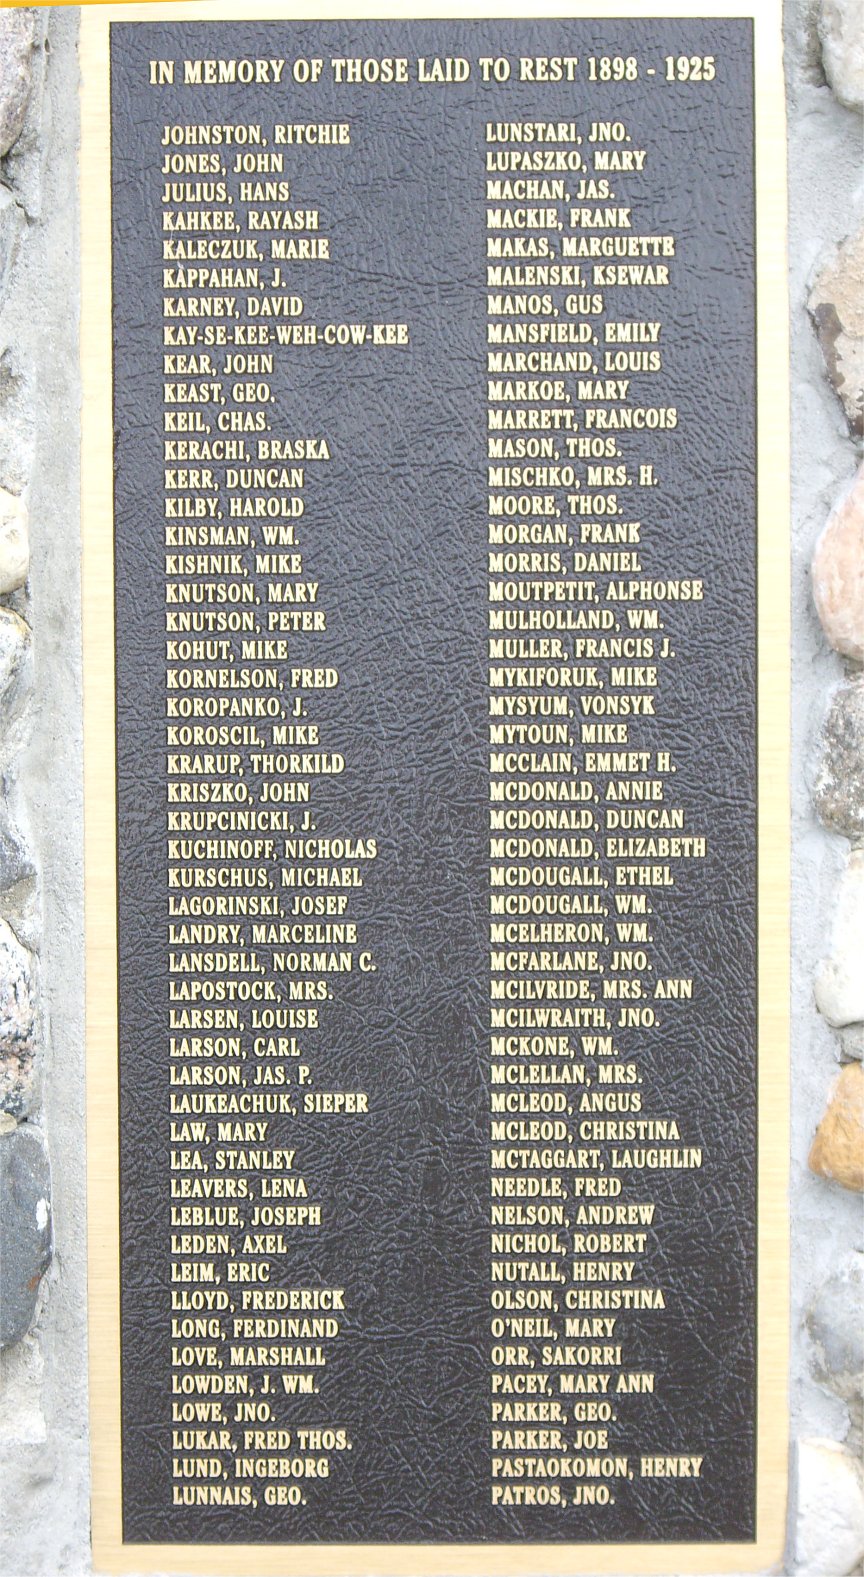 IN MEMORY OF THOSE LAID TO REST 1898 - 1925
JOHNSTON, RITCHIE
JONES, JOHN
JULIUS, HANS
KAHKEE, RAYASH
KALECZUK, MARIE
KAPPAHAN, J.
KARNEY, DAVID
KAY-SE-KEE-WEH-COW-KEE
KEAR, JOHN
KEAST, GEO.
KEIL, CHAS.
KERACHI, BRASKA
KERR, DUNCAN
KILBY, HAROLD
KINSMAN, WM.
KISHNIK, MIKE
KNUTSON, MARY
KNUTSON, PETER
KOHUT, MIKE
KORNELSON, FRED
KOROPANKO, J.
KOROSCIL, MIKE
KRARUP, THORKILD
KRISZKO, JOHN
KRUPCINICKI, J.
KUCHINOFF, NICHOLAS
KURSCHUS, MICHAEL
LAGORINSKI, JOSEF
LANDRY, MARCELINE
LANSDELL, NORMAN C.
LAPOSTOCK, MRS.
LARSEN, LOUISE
LARSON, CARL
LARSON, JAS. P.
LAUKEACHUK, SIEPER
LAW, MARY
LEA, STANLEY
LEAVERS, LENA
LEBLUE, JOSEPH
LEDEN, AXEL
LEIM, ERIC
LLOYD, FREDERICK
LONG, FERDINAND
LOVE, MARSHALL
LOWDEN, J. WM.
LOWE, JNO.
LUKAR, FRED THOS.
LUND, INGEBORG
LUNNAIS, GEO.
LUNSTARI, JNO.
LUPASZKO, MARY
MACHAN, JAS.
MACKIE, FRANK
MAKAS, MARGUETTE
MALENSKI, KSEWAR
MANOS, GUS
MANSFIELD, EMILY
MARCHAND, LOUIS
MARKOE, MARY
MARRETT, FRANCOIS
MASON, THOS.
MISCHKO, MRS. H.
MOORE, THOS.
MORGAN, FRANK
MORRIS, DANIEL
MOUTPETIT, ALPHONSE
MULHOLLAND, WM.
MULLER, FRANCIS J.
MYKIFORUK, MIKE
MYSYUM, VONSYK
MYTOUN, MIKE
MCCLAIN, EMMET H.
MCDONALD, ANNIE
MCDONALD, DUNCAN
MCDONALD, ELIZABETH
MCDOUGALL, ETHEL
MCDOUGALL, WM.
MCELHERON, WM.
MCFARLANE, JNO.
MCILVRIDE, MRS. ANN
MCILWRAITH, JNO.
MCKONE, WM.
MCLELLAN, MRS.
MCLEOD, ANGUS
MCLEOD, CHRISTINA
MCTAGGART, LAUGHLIN
NEEDLE, FRED
NELSON, ANDREW
NICHOL, ROBERT
NUTALL, HENRY
OLSON, CHRISTINA
O'NEIL, MARY
ORR, SAKORRI
PACEY, MARY ANN
PARKER, GEO.
PARKER, JOE
PASTAOKOMON, HENRY
PATROS, JNO.